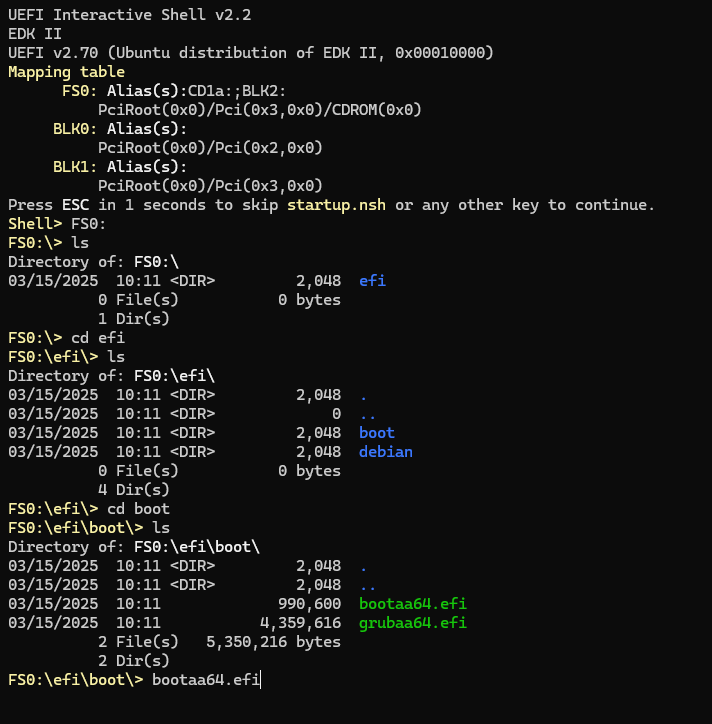 UEFI Interactive Shell v2.2
EDK II
UEFI v2.70 (Ubuntu distribution of EDK II, 0x00010000)
Mapping table
      FS0: Alias(s):CD1a:;BLK2:
          PciRoot(0x0)/Pci(0x3,0x0)/CDROM(0x0)
     BLK0: Alias(s):
          PciRoot(0x0)/Pci(0x2,0x0)
     BLK1: Alias(s):
          PciRoot(0x0)/Pci(0x3,0x0)
Press ESC in 1 seconds to skip startup.nsh or any other key to continue.
Shell> FS0:
FS0:\> ls
Directory of: FS0:\
03/15/2025  10:11 <DIR>         2,048  efi
          0 File(s)           0 bytes
          1 Dir(s)
FS0:\> cd efi
FS0:\efi\> ls
Directory of: FS0:\efi\
03/15/2025  10:11 <DIR>         2,048  .
03/15/2025  10:11 <DIR>             0  ..
03/15/2025  10:11 <DIR>         2,048  boot
03/15/2025  10:11 <DIR>         2,048  debian
          0 File(s)           0 bytes
          4 Dir(s)
FS0:\efi\> cd boot
FS0:\efi\boot\> ls
Directory of: FS0:\efi\boot\
03/15/2025  10:11 <DIR>         2,048  .
03/15/2025  10:11 <DIR>         2,048  ..
03/15/2025  10:11             990,600  bootaa64.efi
03/15/2025  10:11           4,359,616  grubaa64.efi
          2 File(s)   5,350,216 bytes
          2 Dir(s)
FS0:\efi\boot\> bootaa64.efi